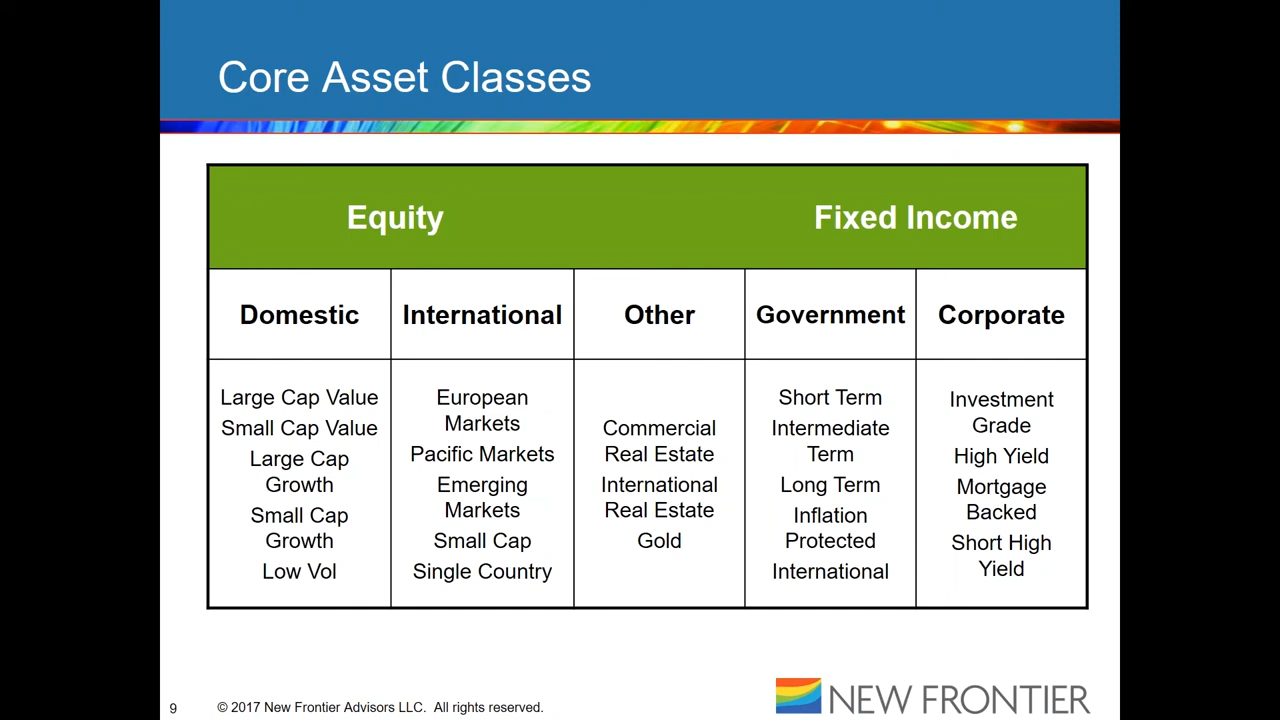 Core Asset Classes
Equity
Fixed Income
Domestic
International
Other
Government
Corporate
Large Cap Value
Small Cap Value
Large Cap
Growth
Small Cap
Growth
Low Vol
European
Markets
Pacific Markets
Emerging
Markets
Small Cap
Single Country
Commercial
Real Estate
International
Real Estate
Gold
Short Term
Intermediate
Term
Long Term
Inflation
Protected
International
Investment
Grade
High Yield
Mortgage
Backed
Short High
Yield
9
© 2017 New Frontier Advisors LLC. All rights reserved.
NEW FRONTIER